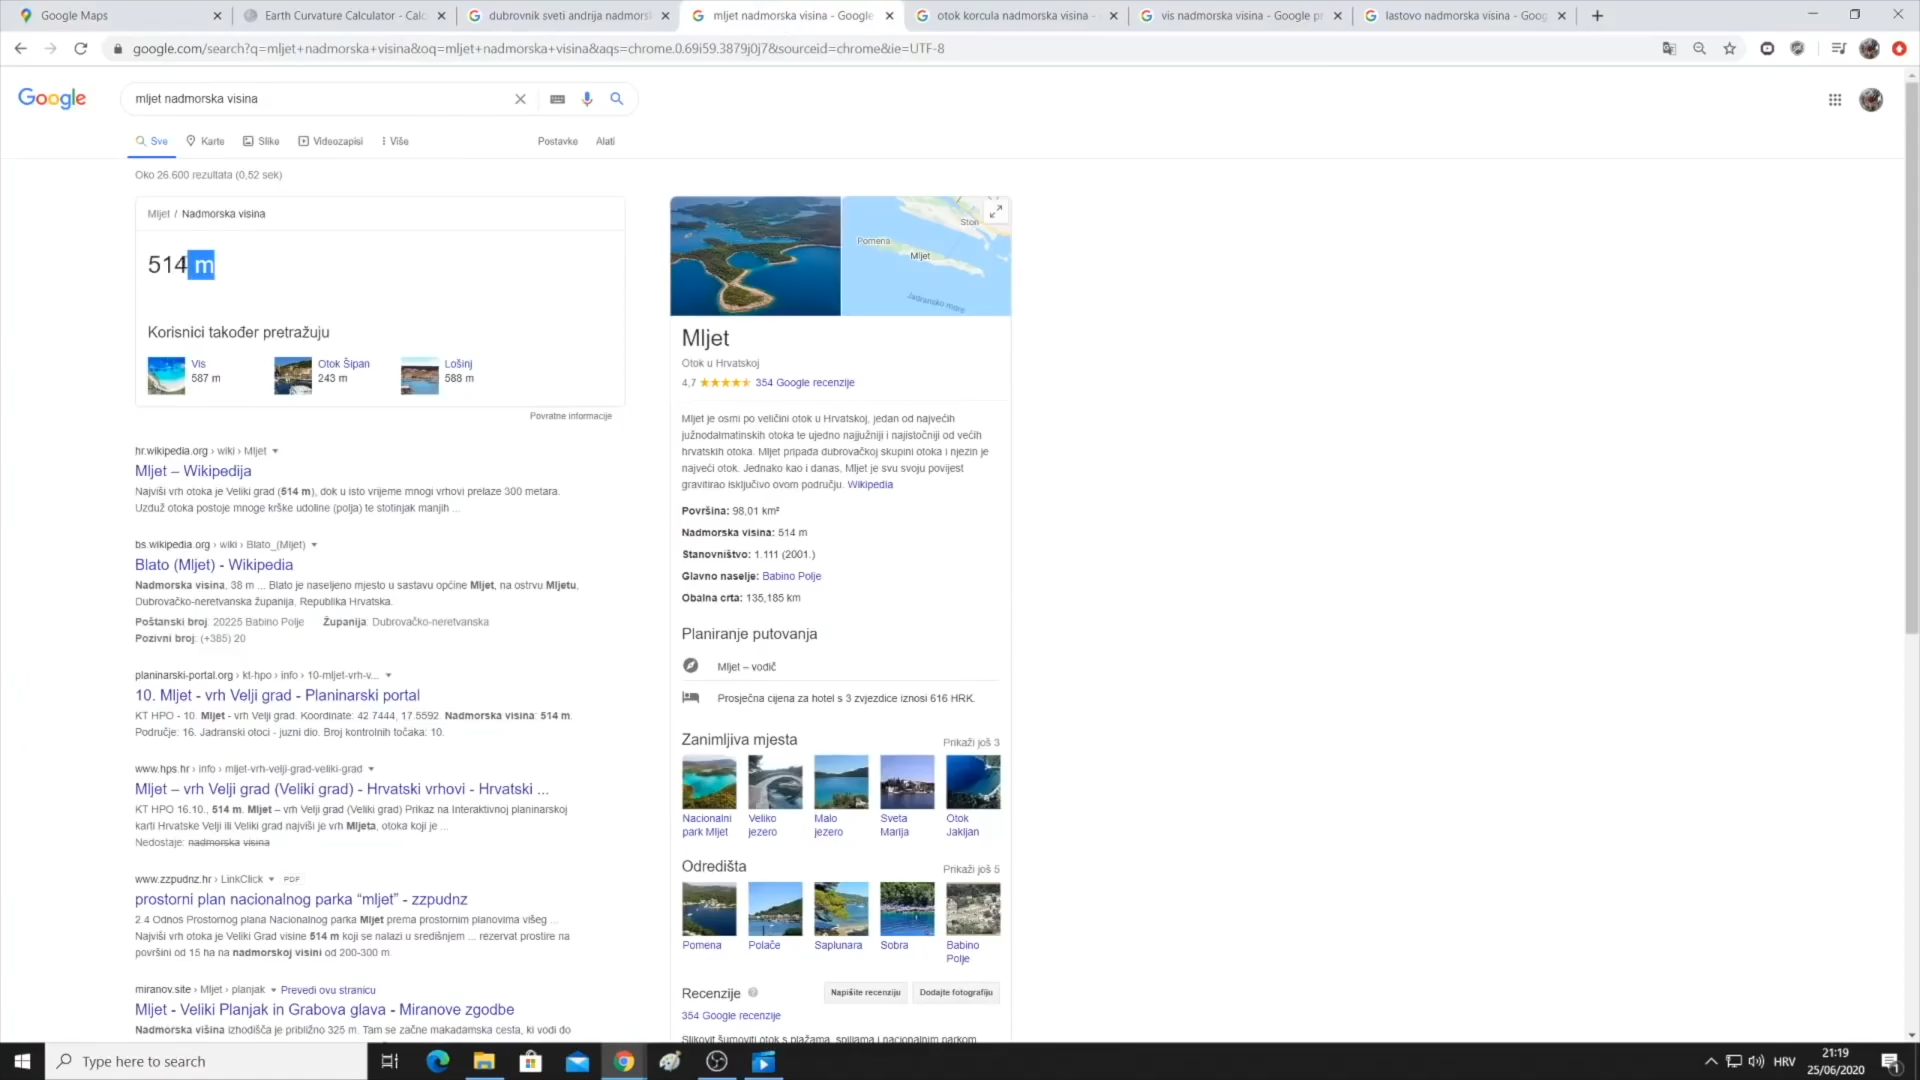 Google Maps
Earth Curvature Calculator - Calc
dubrovnik sveti andrija nadmorsk
mljet nadmorska visina - Google
otok korcula nadmorska visina -
vis nadmorska visina - Google pr
lastovo nadmorska visina - Goog
google.com/search?q=mljet+nadmorska+visina&oq=mljet+nadmorska+visina&aqs=chrome.0.69i59.3879j0j7&sourceid=chrome&ie=UTF-8
Google
mljet nadmorska visina
Sve
Karte
Slike
Videozapisi
Više
Postavke
Alati
Oko 26.600 rezultata (0,52 sek)
Mljet / Nadmorska visina
514 m
Korisnici također pretražuju
Vis
587 m
Otok Šipan
243 m
Lošinj
588 m
Povratne informacije
hr.wikipedia.org › wiki › Mljet
Mljet – Wikipedija
Najviši vrh otoka je Veliki grad (514 m), dok u isto vrijeme mnogi vrhovi prelaze 300 metara.
Uzduž otoka postoje mnoge krške udoline (polja) te stotinjak manjih ...
bs.wikipedia.org › wiki › Blato_(Mljet)
Blato (Mljet) - Wikipedia
Nadmorska visina, 38 m ... Blato je naseljeno mjesto u sastavu općine Mljet, na ostrvu Mljetu,
Dubrovačko-neretvanska županija, Republika Hrvatska.
Poštanski broj: 20225 Babino Polje Županija: Dubrovačko-neretvanska
Pozivni broj: (+385) 20
planinarski-portal.org › kt-hpo › info › 10-mljet-vrh-v...
10. Mljet - vrh Velji grad - Planinarski portal
KT HPO - 10. Mljet - vrh Velji grad. Koordinate: 42.7444, 17.5592. Nadmorska visina: 514 m.
Područje: 16. Jadranski otoci - juzni dio. Broj kontrolnih točaka: 10.
www.hps.hr › info › mljet-vrh-velji-grad-veliki-grad
Mljet – vrh Velji grad (Veliki grad) - Hrvatski vrhovi - Hrvatski ...
KT HPO 16.10., 514 m. Mljet – vrh Velji grad (Veliki grad) Prikaz na Interaktivnoj planinarskoj
karti Hrvatske Velji ili Veliki grad najviši je vrh Mljeta, otoka koji je ...
Nedostaje: nadmorska visina
www.zzpudnz.hr › LinkClick PDF
prostorni plan nacionalnog parka “mljet” - zzpudnz
2.4 Odnos Prostornog plana Nacionalnog parka Mljet prema prostornim planovima višeg ...
Najviši vrh otoka je Veliki Grad visine 514 m koji se nalazi u središnjem ... rezervat prostire na
površini od 15 ha na nadmorskoj visini od 200-300 m.
miranov.site › Mljet › planjak Prevedi ovu stranicu
Mljet - Veliki Planjak in Grabova glava - Miranove zgodbe
Nadmorska višina izhodišča je približno 325 m. Tam se začne makadamska cesta, ki vodi do
Ston
Pomena
Mljet
Jadransko more
Mljet
Otok u Hrvatskoj
4,7 ★★★★★ 354 Google recenzije
Mljet je osmi po veličini otok u Hrvatskoj, jedan od najvećih
južnodalmatinskih otoka te ujedno najjužniji i najistočniji od većih
hrvatskih otoka. Mljet pripada dubrovačkoj skupini otoka i njezin je
najveći otok. Jednako kao i danas, Mljet je svu svoju povijest
gravitirao isključivo ovom području. Wikipedia
Površina: 98,01 km²
Nadmorska visina: 514 m
Stanovništvo: 1.111 (2001.)
Glavno naselje: Babino Polje
Obalna crta: 135,185 km
Planiranje putovanja
Mljet – vodič
Prosječna cijena za hotel s 3 zvjezdice iznosi 616 HRK.
Zanimljiva mjesta
Prikaži još 3
Nacionalni park Mljet
Veliko jezero
Malo jezero
Sveta Marija
Otok Jakljan
Odredišta
Prikaži još 5
Pomena
Polače
Saplunara
Sobra
Babino Polje
Recenzije
Napišite recenziju
Dodajte fotografiju
354 Google recenzije
Slikovit šumoviti otok s plažama, spiljama i nacionalnim parkom.
Type here to search
HRV
21:19
25/06/2020
1